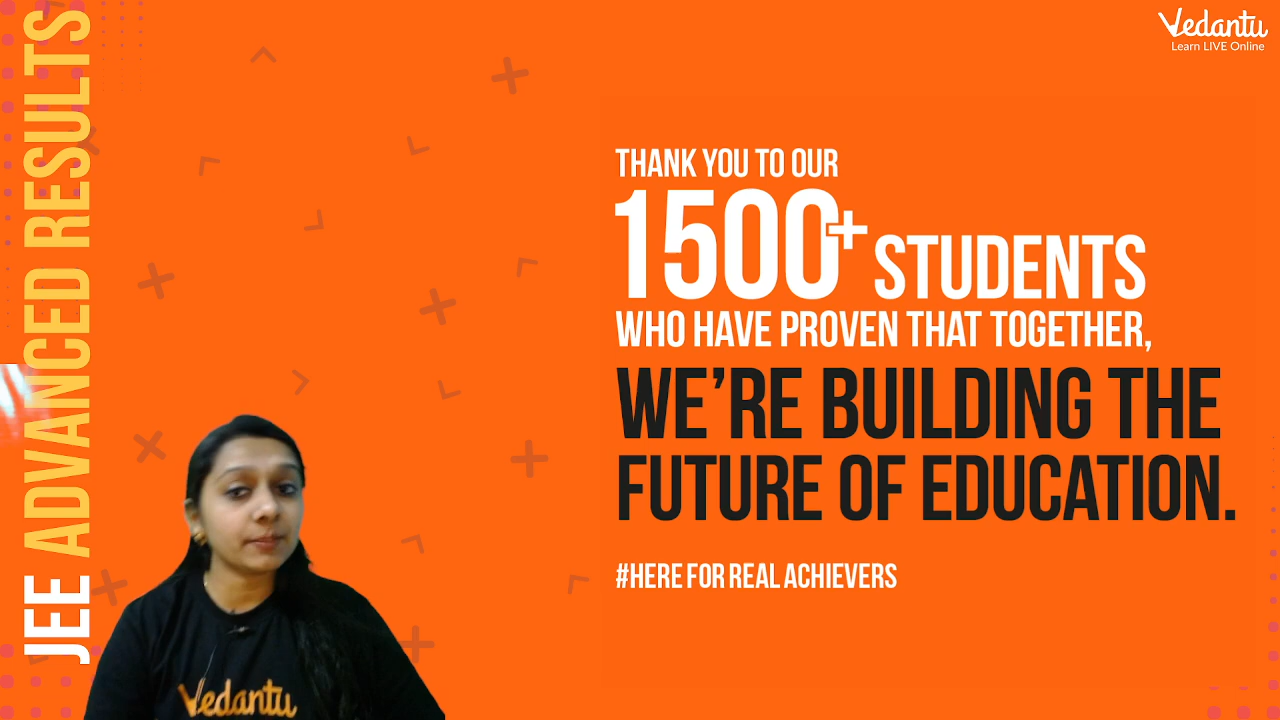 JEE ADVANCED RESULTS
Vedantu
Learn LIVE Online
THANK YOU TO OUR
1500+ STUDENTS
WHO HAVE PROVEN THAT TOGETHER,
WE'RE BUILDING THE
FUTURE OF EDUCATION.
#HERE FOR REAL ACHIEVERS
Vedantu